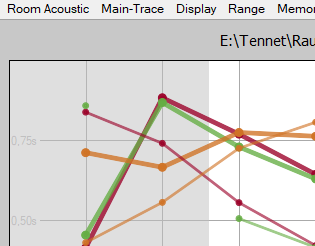 Room Acoustic Main-Trace Display Range Memor
E:\Tennet\Rau
0,75s
0,50s